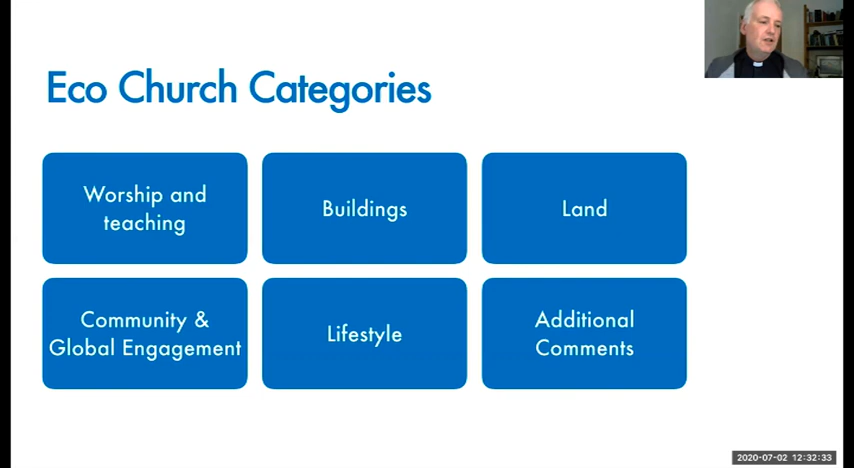 Eco Church Categories
Worship and
teaching
Buildings
Land
Community &
Global Engagement
Lifestyle
Additional
Comments
2020-07-02 12:32:33